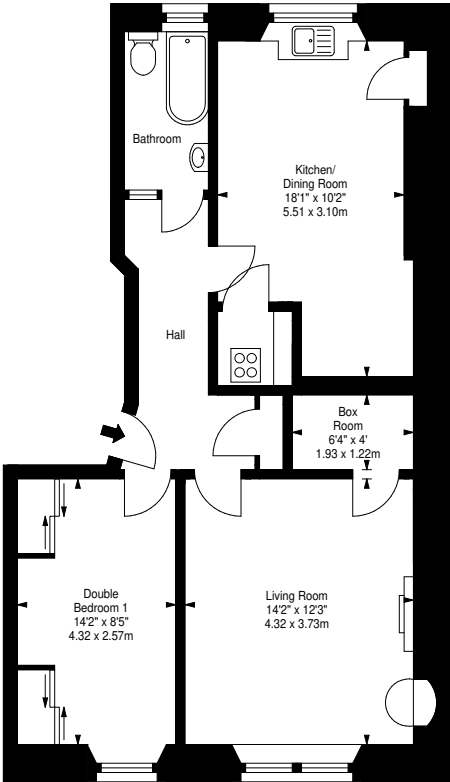 Bathroom
Kitchen/
Dining Room
18'1" x 10'2"
5.51 x 3.10m
Hall
Box
Room
6'4" x 4'
1.93 x 1.22m
Double
Bedroom 1
14'2" x 8'5"
4.32 x 2.57m
Living Room
14'2" x 12'3"
4.32 x 3.73m